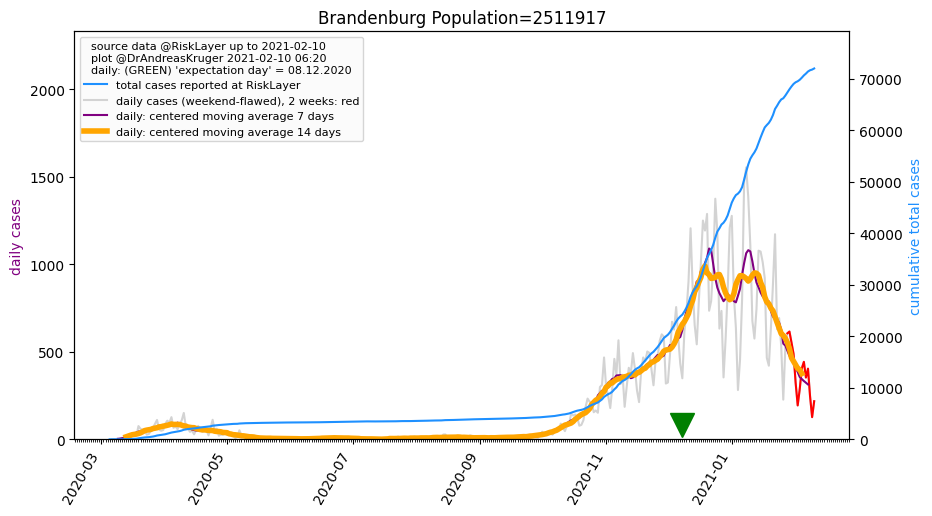 Brandenburg Population=2511917
source data @RiskLayer up to 2021-02-10
plot @DrAndreasKruger 2021-02-10 06:20
daily: (GREEN) 'expectation day' = 08.12.2020
total cases reported at RiskLayer
daily cases (weekend-flawed), 2 weeks: red
daily: centered moving average 7 days
daily: centered moving average 14 days
daily cases
2000
1500
1000
500
0
cumulative total cases
70000
60000
50000
40000
30000
20000
10000
0
2020-03
2020-05
2020-07
2020-09
2020-11
2021-01